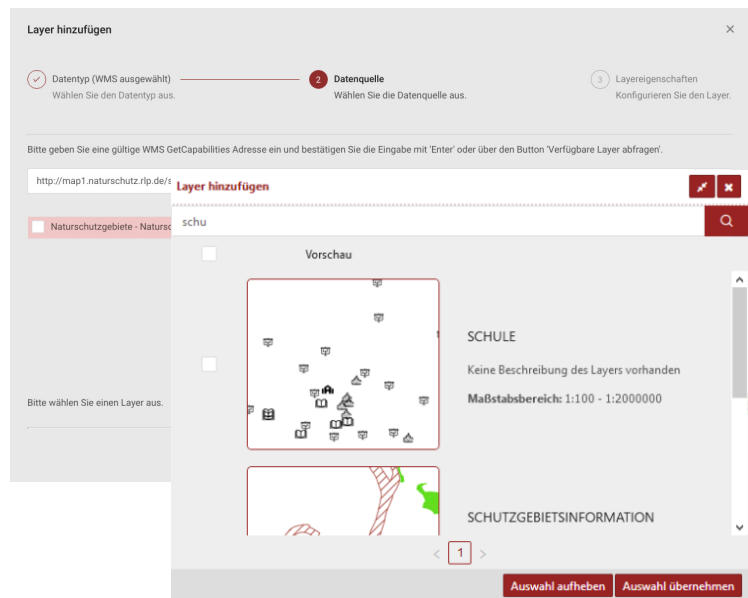 Layer hinzufügen
Datentyp (WMS ausgewählt)
Wählen Sie den Datentyp aus.
2
Datenquelle
Wählen Sie die Datenquelle aus.
3
Layereigenschaften
Konfigurieren Sie den Layer.
Bitte geben Sie eine gültige WMS GetCapabilities Adresse ein und bestätigen Sie die Eingabe mit 'Enter' oder über den Button 'Verfügbare Layer abfragen'.
http://map1.naturschutz.rlp.de/s
Naturschutzgebiete - Natursc
Bitte wählen Sie einen Layer aus.
Layer hinzufügen
schu
Vorschau
SCHULE
Keine Beschreibung des Layers vorhanden
Maßstabsbereich: 1:100 - 1:2000000
SCHUTZGEBIETSINFORMATION
< 1 >
Auswahl aufheben
Auswahl übernehmen